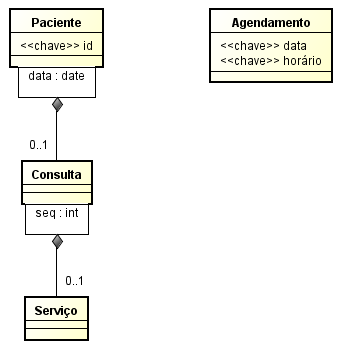 Paciente
<<chave>> id
data : date
0..1
Consulta
seq : int
0..1
Serviço
Agendamento
<<chave>> data
<<chave>> horário